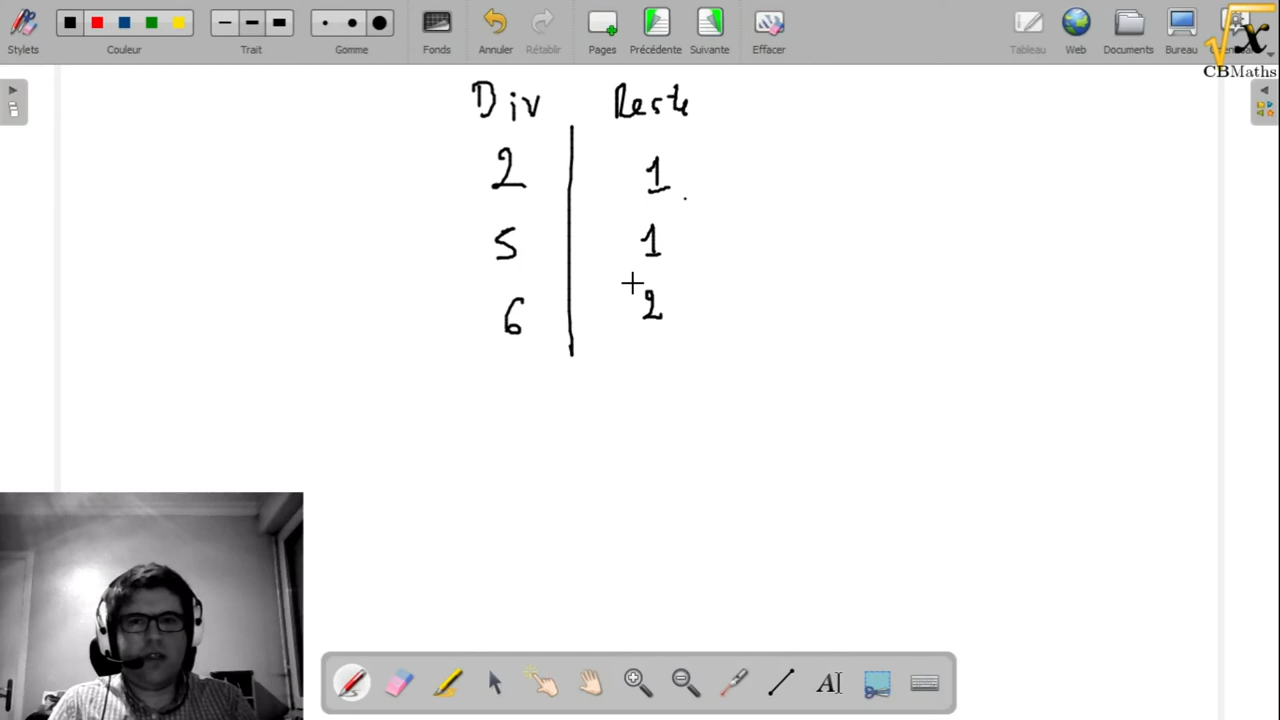 Stylets Couleur Trait Gomme Fonds Annuler Rétablir Pages Précédente Suivante Effacer Tableau Web Documents Bureau
CBMaths
Div Reste
2 1
5 1
6 2